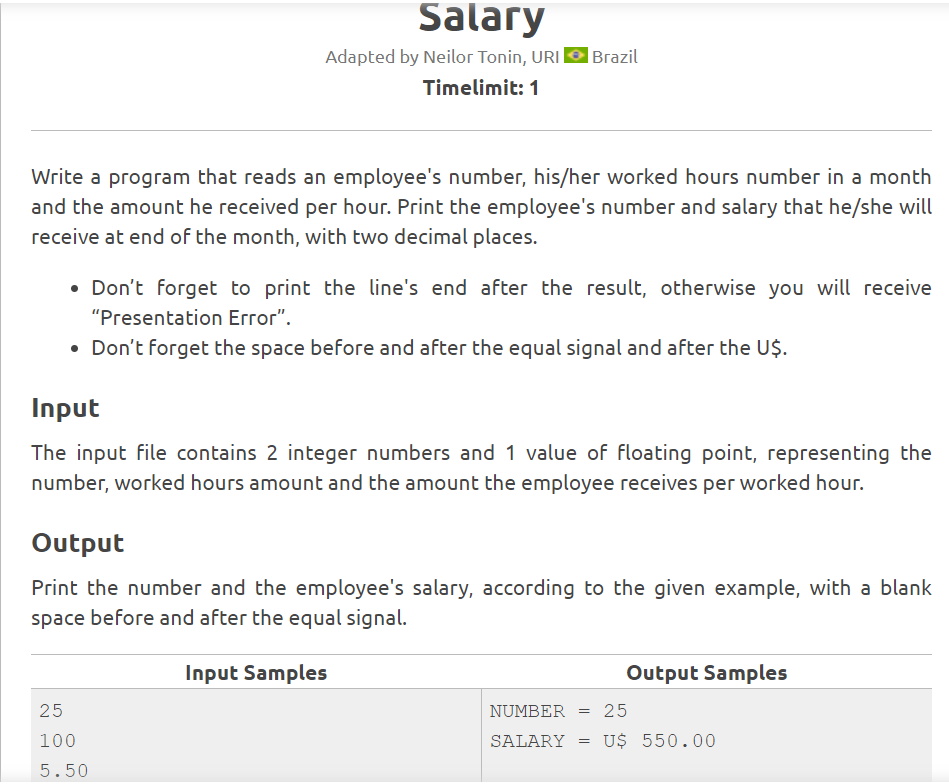 Salary
Adapted by Neilor Tonin, URI Brazil
Timelimit: 1
Write a program that reads an employee's number, his/her worked hours number in a month
and the amount he received per hour. Print the employee's number and salary that he/she will
receive at end of the month, with two decimal places.
• Don’t forget to print the line's end after the result, otherwise you will receive
“Presentation Error”.
• Don’t forget the space before and after the equal signal and after the U$.
Input
The input file contains 2 integer numbers and 1 value of floating point, representing the
number, worked hours amount and the amount the employee receives per worked hour.
Output
Print the number and the employee's salary, according to the given example, with a blank
space before and after the equal signal.
Input Samples Output Samples
25 NUMBER = 25
100 SALARY = U$ 550.00
5.50